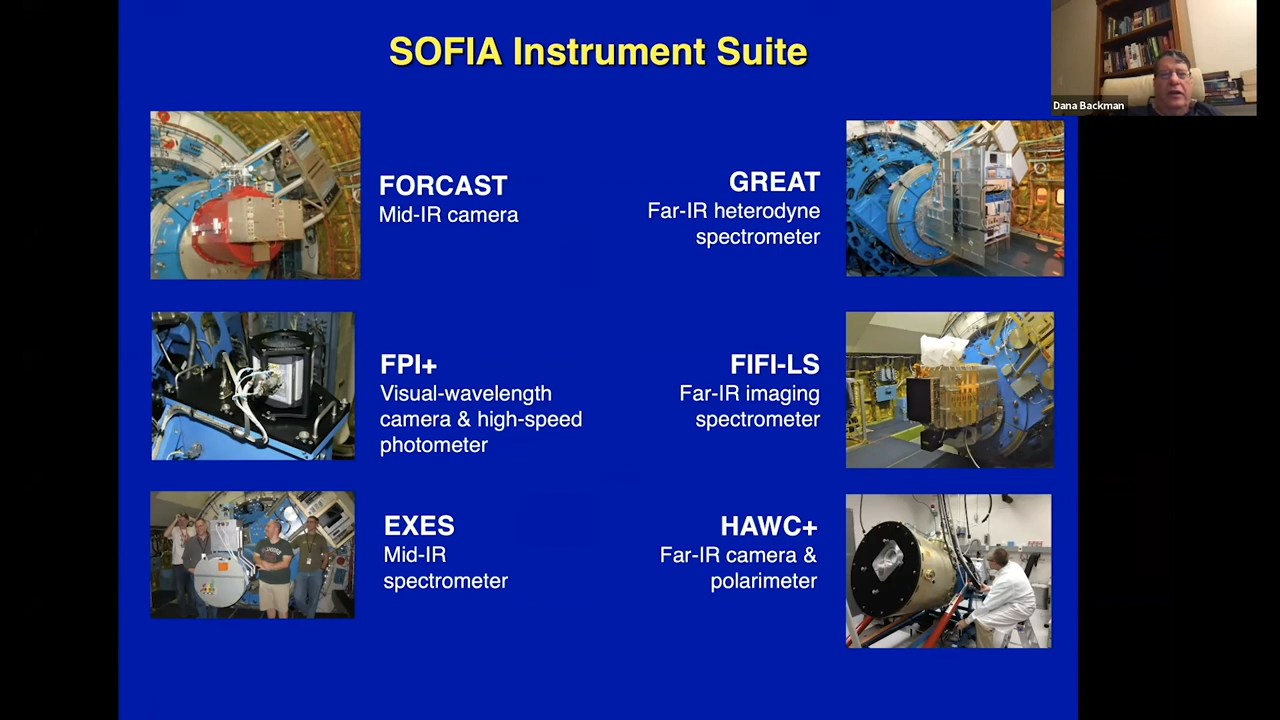 SOFIA Instrument Suite
Dana Backman
FORCAST
Mid-IR camera
GREAT
Far-IR heterodyne
spectrometer
FPI+
Visual-wavelength
camera & high-speed
photometer
FIFI-LS
Far-IR imaging
spectrometer
EXES
Mid-IR
spectrometer
HAWC+
Far-IR camera &
polarimeter